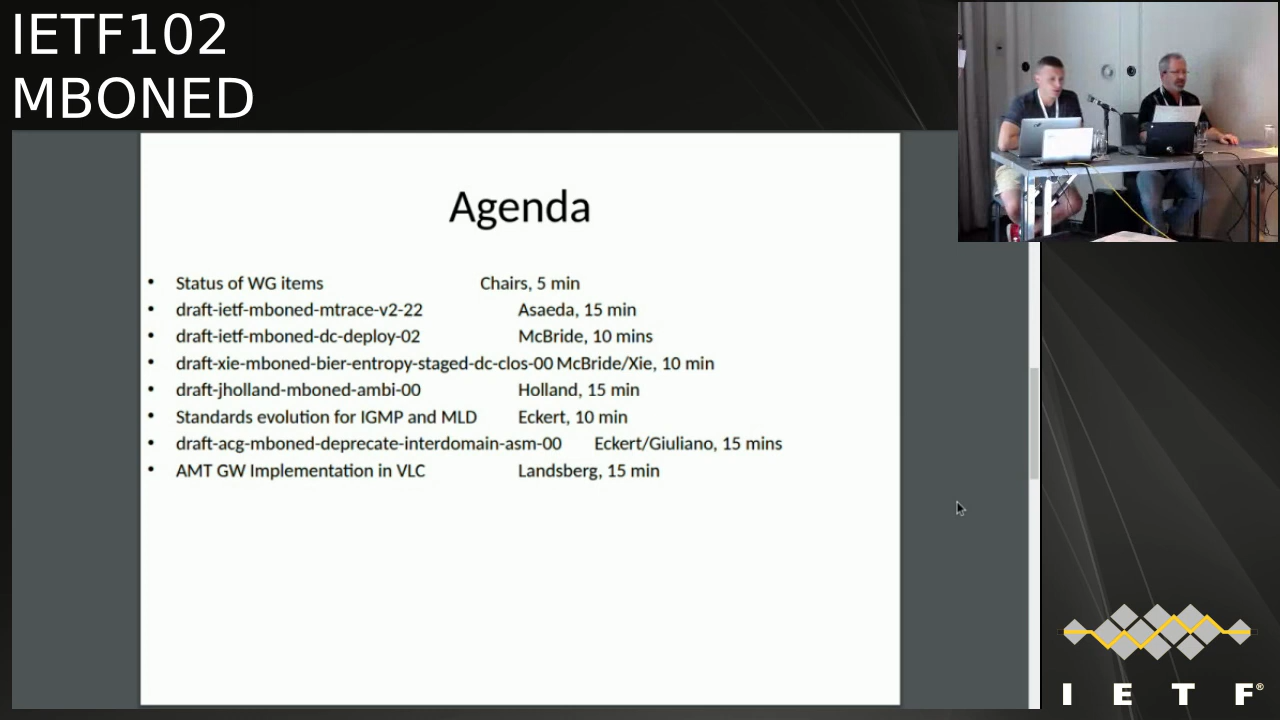 IETF102
MBONED
Agenda
• Status of WG items Chairs, 5 min
• draft-ietf-mboned-mtrace-v2-22 Asaeda, 15 min
• draft-ietf-mboned-dc-deploy-02 McBride, 10 mins
• draft-xie-mboned-bier-entropy-staged-dc-clos-00 McBride/Xie, 10 min
• draft-jholland-mboned-ambi-00 Holland, 15 min
• Standards evolution for IGMP and MLD Eckert, 10 min
• draft-acg-mboned-deprecate-interdomain-asm-00 Eckert/Giuliano, 15 mins
• AMT GW Implementation in VLC Landsberg, 15 min
I E T F®